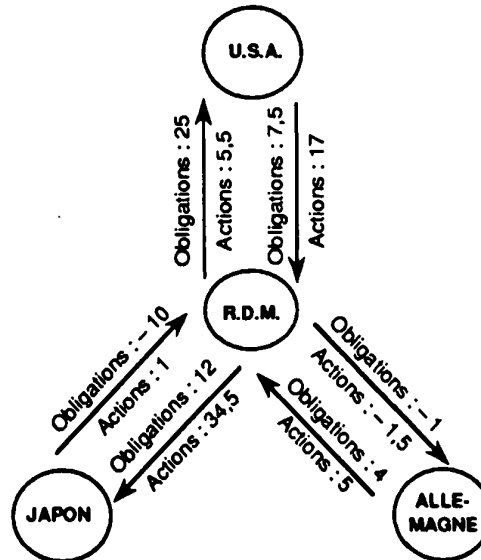 U.S.A.
Obligations : 25
Actions : 5,5
Obligations : 7,5
Actions : 17
R.D.M.
Obligations : – 10
Actions : 1
Obligations : 12
Actions : 34,5
Obligations : – 1
Actions : – 1,5
Obligations : 4
Actions : 5
JAPON
ALLE-
MAGNE